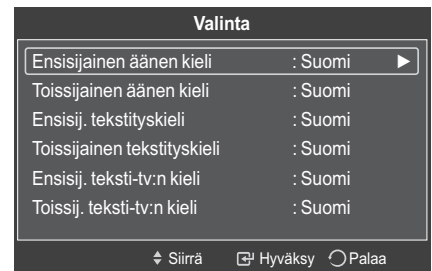 Valinta
Ensisijainen äänen kieli : Suomi ►
Toissijainen äänen kieli : Suomi
Ensisij. tekstityskieli : Suomi
Toissijainen tekstityskieli : Suomi
Ensisij. teksti-tv:n kieli : Suomi
Toissij. teksti-tv:n kieli : Suomi
Siirrä Hyväksy Palaa